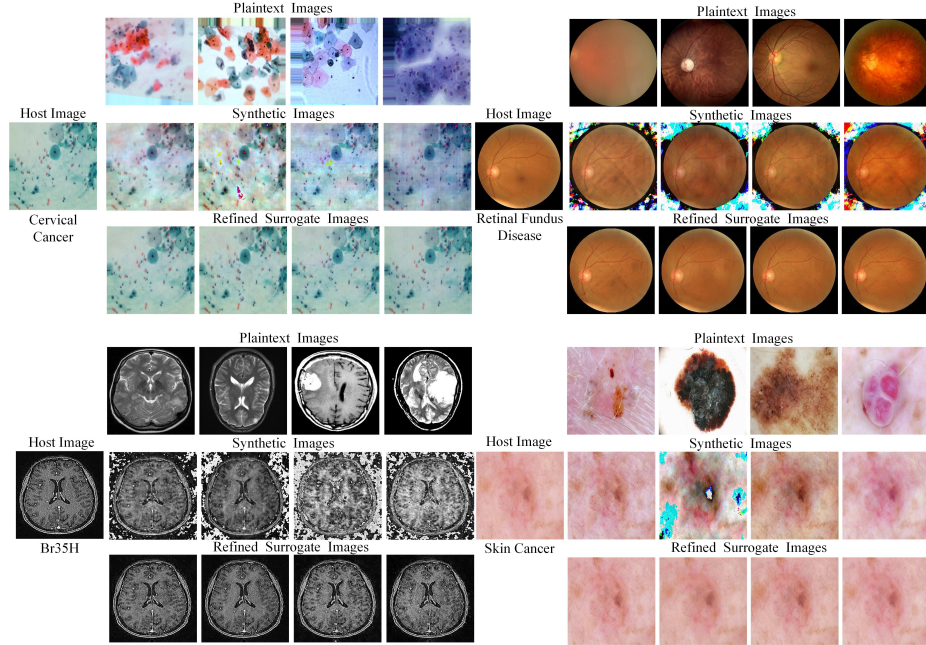 Plaintext Images
Host Image
Synthetic Images
Cervical
Cancer
Refined Surrogate Images
Plaintext Images
Host Image
Synthetic Images
Retinal Fundus
Disease
Refined Surrogate Images
Plaintext Images
Host Image
Synthetic Images
Br35H
Refined Surrogate Images
Plaintext Images
Host Image
Synthetic Images
Skin Cancer
Refined Surrogate Images